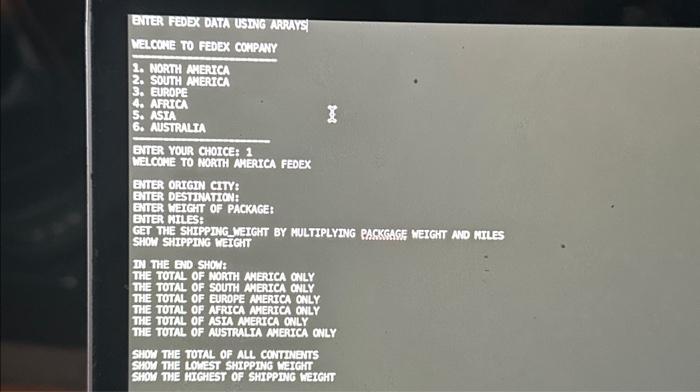 ENTER FEDEX DATA USING ARRAYS
WELCOME TO FEDEX COMPANY
1. NORTH AMERICA
2. SOUTH AMERICA
3. EUROPE
4. AFRICA
5. ASIA
6. AUSTRALIA
ENTER YOUR CHOICE: 1
WELCOME TO NORTH AMERICA FEDEX
ENTER ORIGIN CITY:
ENTER DESTINATION:
ENTER WEIGHT OF PACKAGE:
ENTER MILES:
GET THE SHIPPING_WEIGHT BY MULTIPLYING PACKGAGE WEIGHT AND MILES
SHOW SHIPPING WEIGHT
IN THE END SHOW:
THE TOTAL OF NORTH AMERICA ONLY
THE TOTAL OF SOUTH AMERICA ONLY
THE TOTAL OF EUROPE AMERICA ONLY
THE TOTAL OF AFRICA AMERICA ONLY
THE TOTAL OF ASIA AMERICA ONLY
THE TOTAL OF AUSTRALIA AMERICA ONLY
SHOW THE TOTAL OF ALL CONTINENTS
SHOW THE LOWEST SHIPPING WEIGHT
SHOW THE HIGHEST OF SHIPPING WEIGHT